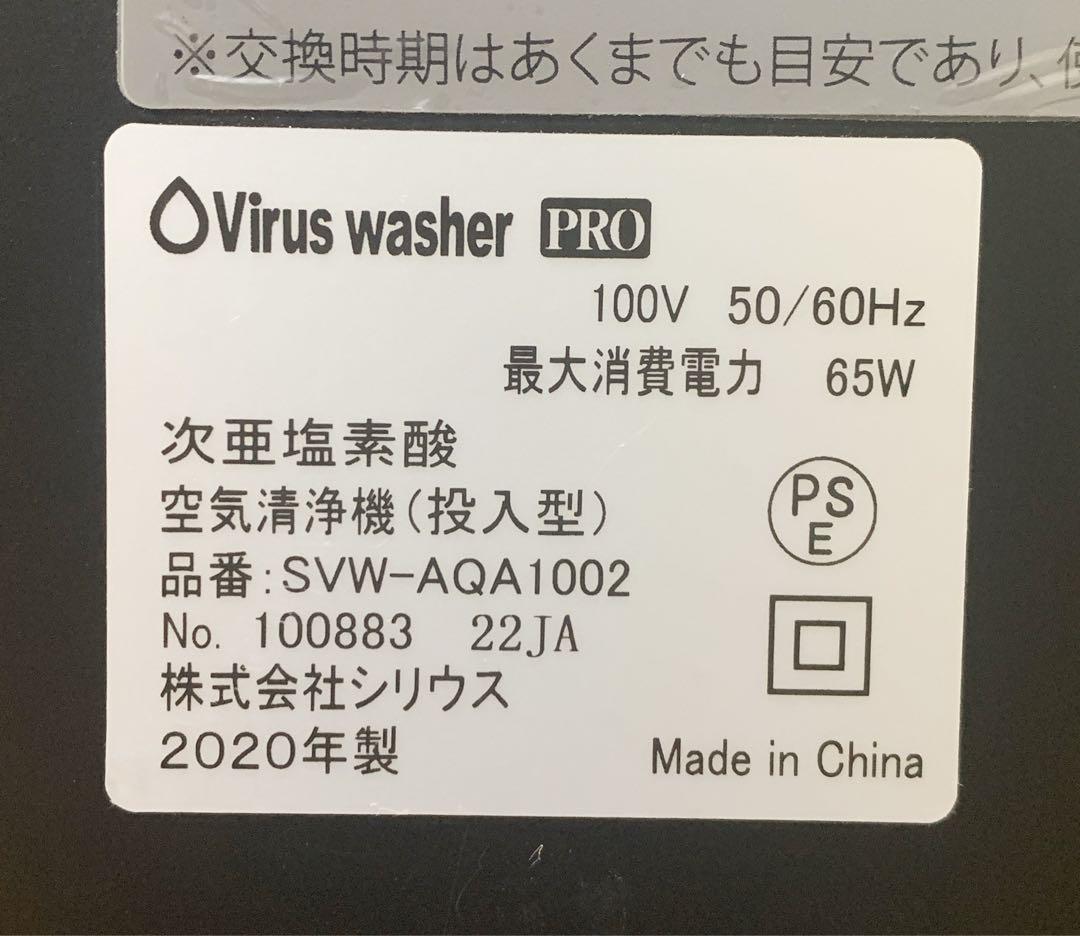 ※交換時期はあくまでも目安であり、使
Virus washer PRO
100V 50/60Hz
最大消費電力 65W
次亜塩素酸
空気清浄機(投入型)
品番:SVW-AQA1002
No. 100883 22JA
株式会社シリウス
2020年製
PS
E
Made in China